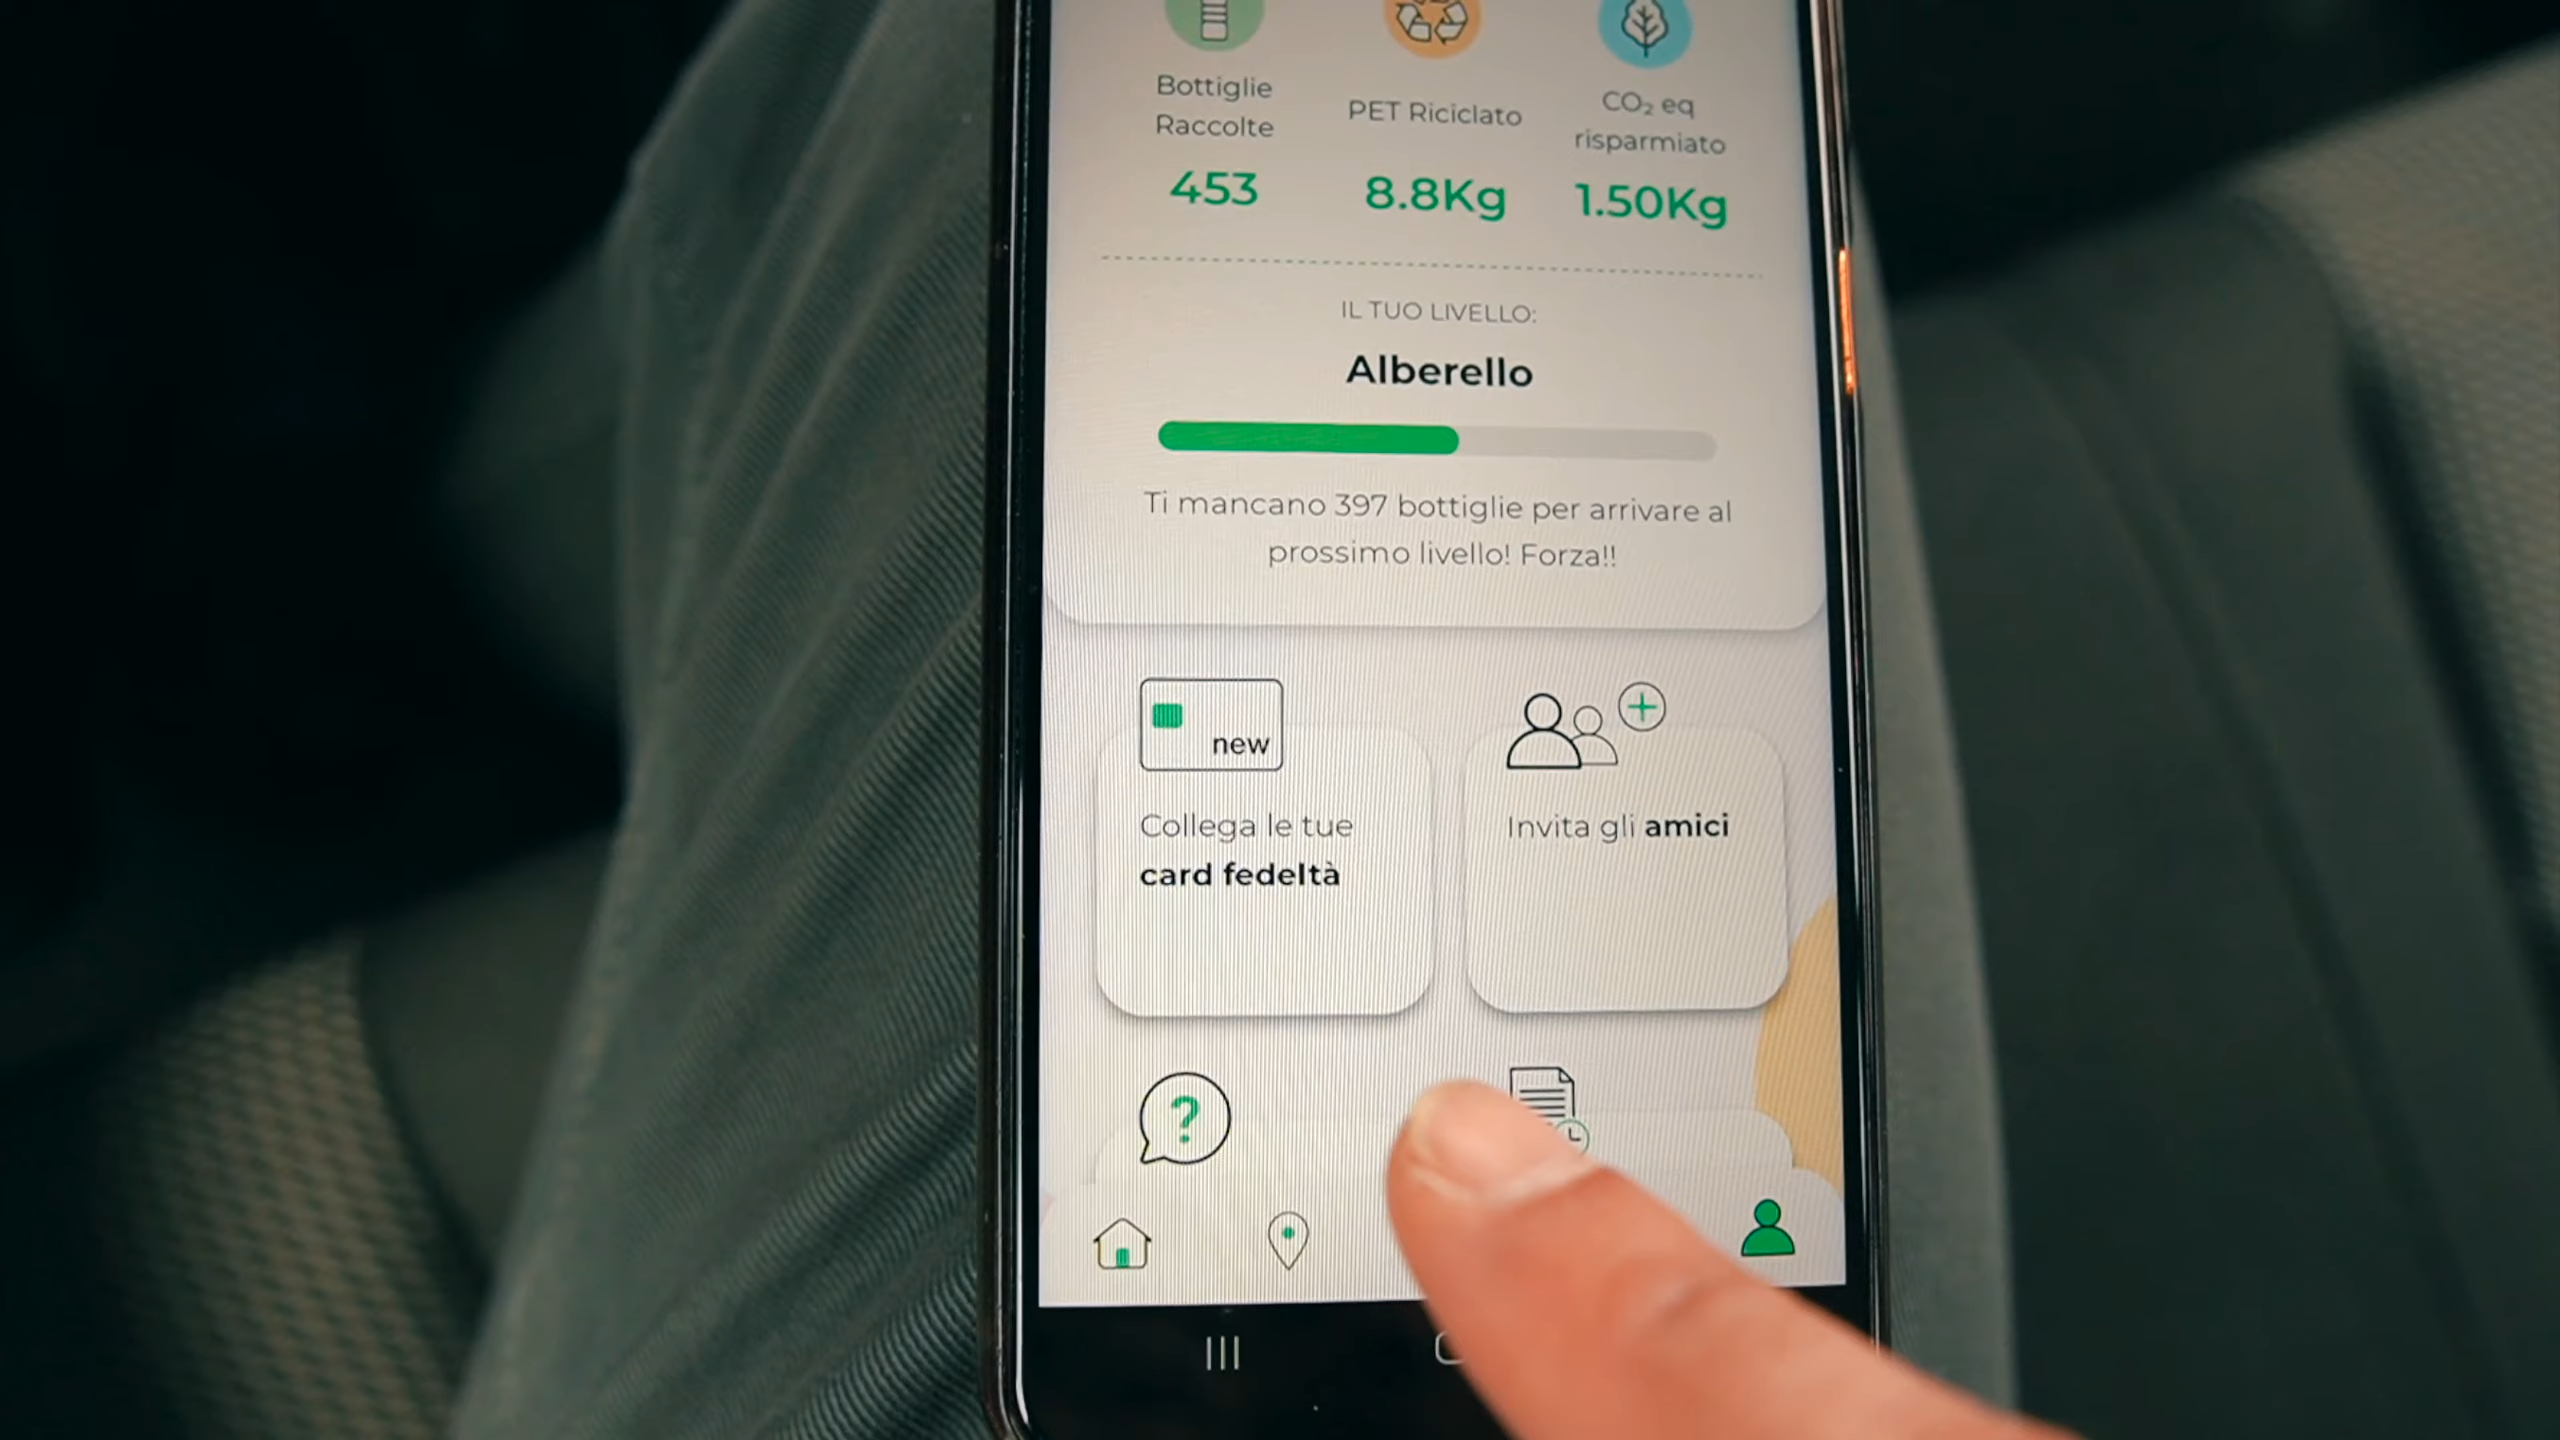 Bottiglie
Raccolte
453
PET Riciclato
8.8Kg
CO₂ eq
risparmiato
1.50Kg
IL TUO LIVELLO:
Alberello
Ti mancano 397 bottiglie per arrivare al
prossimo livello! Forza!!
new
Collega le tue
card fedeltà
Invita gli amici
?